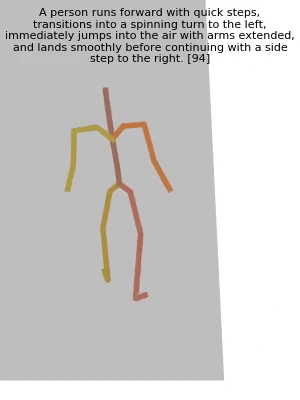 A person runs forward with quick steps,
transitions into a spinning turn to the left,
immediately jumps into the air with arms extended,
and lands smoothly before continuing with a side
step to the right. [94]